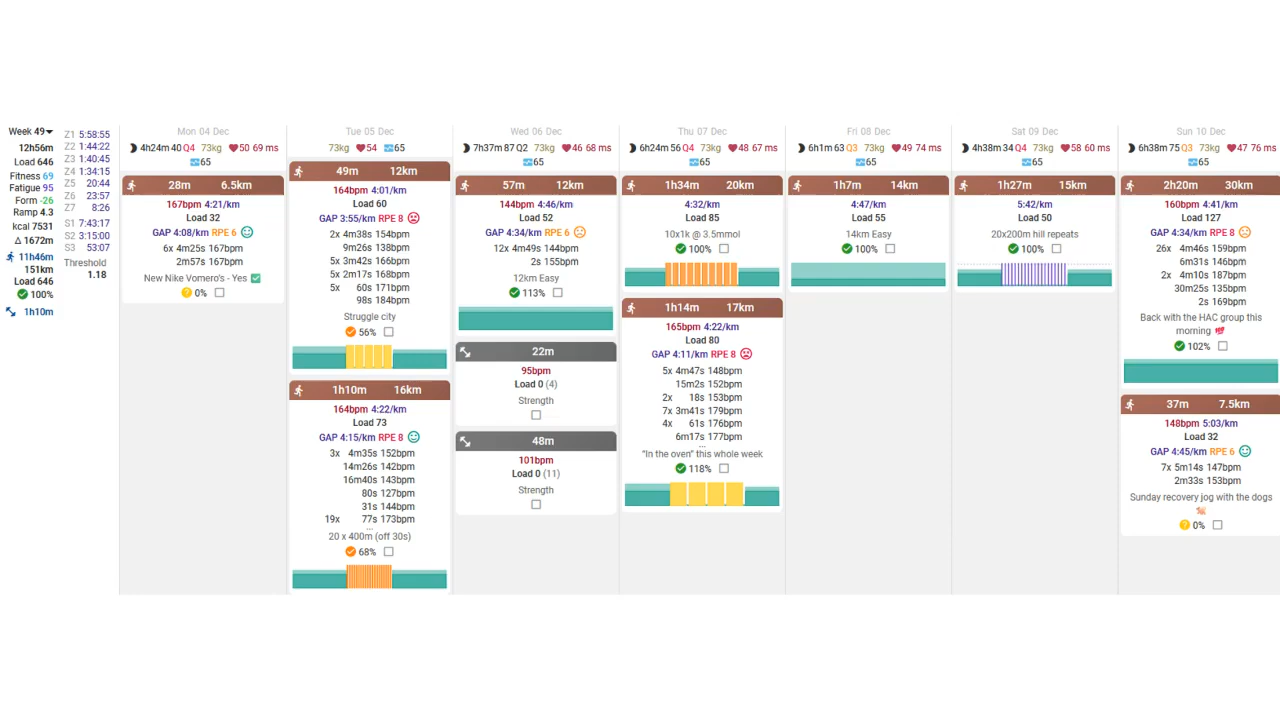 Week 49
12h56m
Load 646
Fitness 69
Fatigue 95
Form -26
Ramp 4.3
kcal 7531
Δ 1672m
11h46m
151km
Load 646
100%
1h10m
Z1 5:58:55
Z2 1:44:22
Z3 1:40:45
Z4 1:34:15
Z5 20:44
Z6 23:57
Z7 8:26
S1 7:43:17
S2 3:15:00
S3 53:07
Threshold
1.18
Mon 04 Dec
4h24m 40 Q4 73kg 50 69 ms
65
28m 6.5km
167bpm 4:21/km
Load 32
GAP 4:08/km RPE 6
6x 4m25s 167bpm
2m57s 167bpm
New Nike Vomero's - Yes
0%
Tue 05 Dec
73kg 54 65
49m 12km
164bpm 4:01/km
Load 60
GAP 3:55/km RPE 8
2x 4m38s 154bpm
9m26s 138bpm
5x 3m42s 166bpm
5x 2m17s 168bpm
5x 60s 171bpm
98s 184bpm
Struggle city
56%
1h10m 16km
164bpm 4:22/km
Load 73
GAP 4:15/km RPE 8
3x 4m35s 152bpm
14m26s 142bpm
16m40s 143bpm
80s 127bpm
31s 144bpm
19x 77s 173bpm
...
20 x 400m (off 30s)
68%
Wed 06 Dec
7h37m 87 Q2 73kg 46 68 ms
65
57m 12km
144bpm 4:46/km
Load 52
GAP 4:34/km RPE 6
12x 4m49s 144bpm
2s 155bpm
12km Easy
113%
22m
95bpm
Load 0 (4)
Strength
48m
101bpm
Load 0 (11)
Strength
Thu 07 Dec
6h24m 56 Q4 73kg 48 67 ms
65
1h34m 20km
4:32/km
Load 85
10x1k @ 3.5mmol
100%
1h14m 17km
165bpm 4:22/km
Load 80
GAP 4:11/km RPE 8
5x 4m47s 148bpm
15m2s 152bpm
2x 18s 153bpm
7x 3m41s 179bpm
4x 61s 176bpm
6m17s 177bpm
...
"In the oven" this whole week
118%
Fri 08 Dec
6h1m 63 Q3 73kg 49 74 ms
65
1h7m 14km
4:47/km
Load 55
14km Easy
100%
Sat 09 Dec
4h38m 34 Q4 73kg 58 60 ms
65
1h27m 15km
5:42/km
Load 50
20x200m hill repeats
100%
Sun 10 Dec
6h38m 75 Q3 73kg 47 76 ms
65
2h20m 30km
160bpm 4:41/km
Load 127
GAP 4:34/km RPE 8
26x 4m46s 159bpm
6m31s 146bpm
2x 4m10s 187bpm
30m25s 135bpm
2s 169bpm
Back with the HAC group this
morning
102%
37m 7.5km
148bpm 5:03/km
Load 32
GAP 4:45/km RPE 6
7x 5m14s 147bpm
2m33s 153bpm
Sunday recovery jog with the dogs
0%